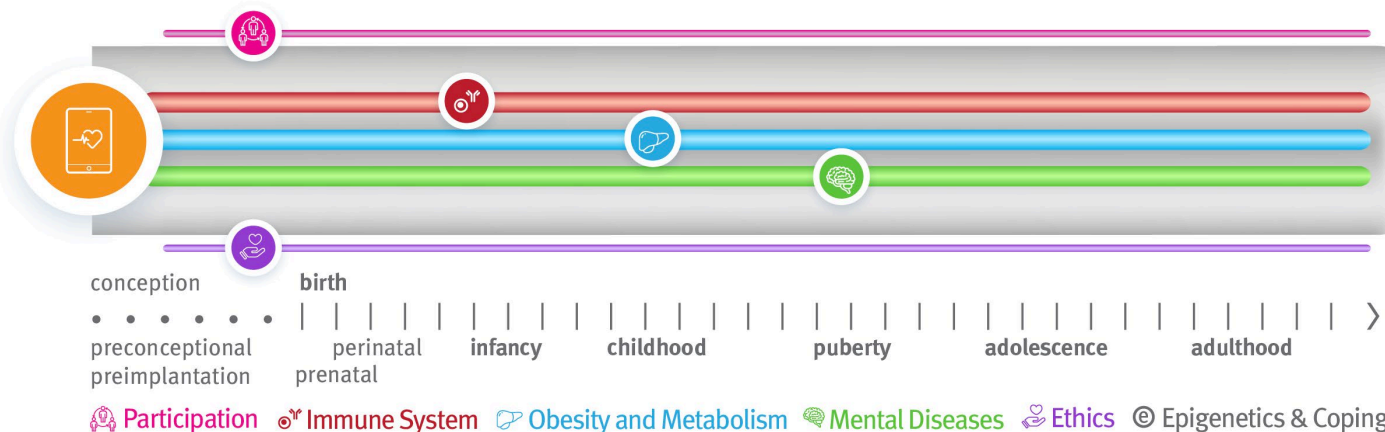 conception birth
preconceptional perinatal infancy childhood puberty adolescence adulthood
preimplantation prenatal
Participation Immune System Obesity and Metabolism Mental Diseases Ethics e Epigenetics & Coping